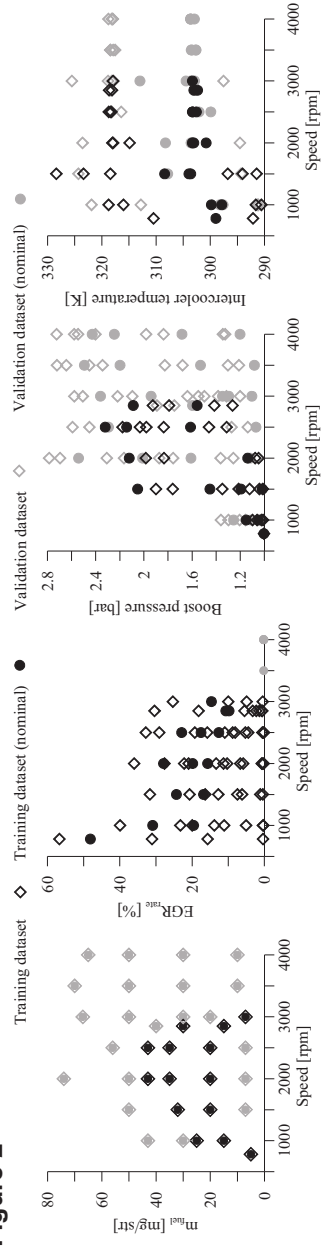 Figure 2
Training dataset
Training dataset (nominal)
Validation dataset
Validation dataset (nominal)
m_fuel [mg/str]
80
60
40
20
0
1000
2000
3000
4000
Speed [rpm]
EGR_rate [%]
60
40
20
0
1000
2000
3000
4000
Speed [rpm]
Boost pressure [bar]
2.8
2.4
2
1.6
1.2
1000
2000
3000
4000
Speed [rpm]
Intercooler temperature [K]
330
320
310
300
290
1000
2000
3000
4000
Speed [rpm]